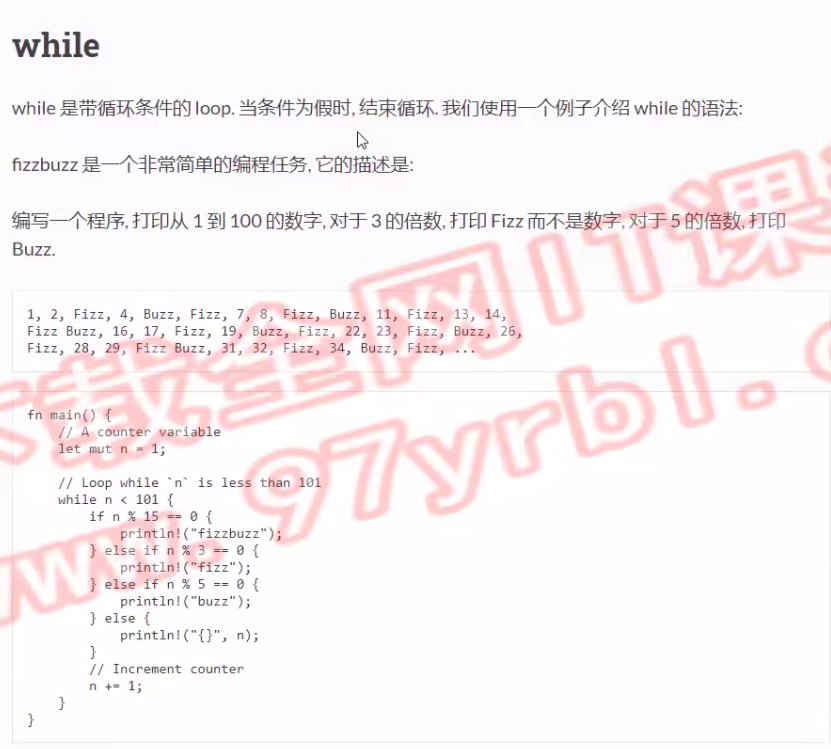 while
while 是带循环条件的 loop. 当条件为假时, 结束循环. 我们使用一个例子介绍 while 的语法:
fizzbuzz 是一个非常简单的编程任务, 它的描述是:
编写一个程序, 打印从 1 到 100 的数字, 对于 3 的倍数, 打印 Fizz 而不是数字, 对于 5 的倍数, 打印
Buzz.
1, 2, Fizz, 4, Buzz, Fizz, 7, 8, Fizz, Buzz, 11, Fizz, 13, 14,
Fizz Buzz, 16, 17, Fizz, 19, Buzz, Fizz, 22, 23, Fizz, Buzz, 26,
Fizz, 28, 29, Fizz Buzz, 31, 32, Fizz, 34, Buzz, Fizz, ...
fn main() {
    // A counter variable
    let mut n = 1;
    // Loop while `n` is less than 101
    while n < 101 {
        if n % 15 == 0 {
            println!("fizzbuzz");
        } else if n % 3 == 0 {
            println!("fizz");
        } else if n % 5 == 0 {
            println!("buzz");
        } else {
            println!("{}", n);
        }
        // Increment counter
        n += 1;
    }
}
全网IT课
www.97yrbl.